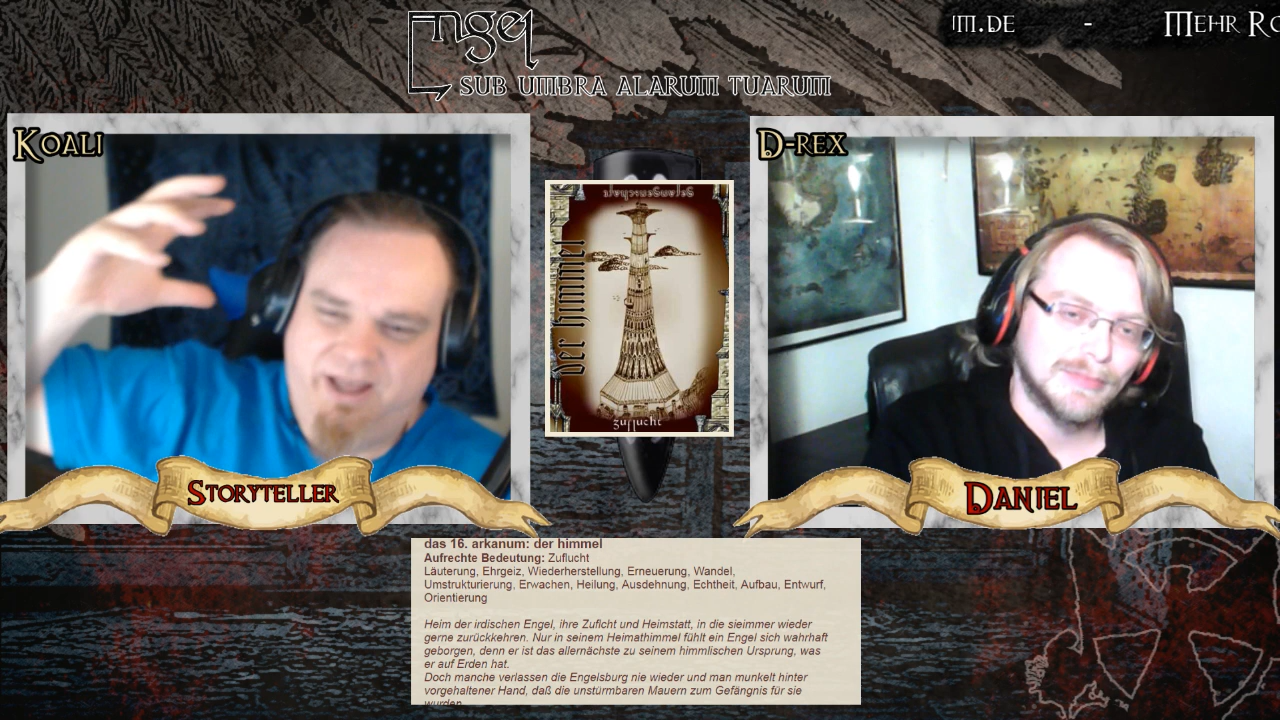 Engel
SUB UMBRA ALARUM TUARUM
IM.DE - MEHR RO
KOALI
D-REX
der himmel
zuflucht
STORYTELLER
DANIEL
das 16. arkanum: der himmel
Aufrechte Bedeutung: Zuflucht
Läuterung, Ehrgeiz, Wiederherstellung, Erneuerung, Wandel,
Umstrukturierung, Erwachen, Heilung, Ausdehnung, Echtheit, Aufbau, Entwurf,
Orientierung
Heim der irdischen Engel, ihre Zuflcht und Heimstatt, in die sieimmer wieder
gerne zurückkehren. Nur in seinem Heimathimmel fühlt ein Engel sich wahrhaft
geborgen, denn er ist das allernächste zu seinem himmlischen Ursprung, was
er auf Erden hat.
Doch manche verlassen die Engelsburg nie wieder und man munkelt hinter
vorgehaltener Hand, daß die unstürmbaren Mauern zum Gefängnis für sie
wurden